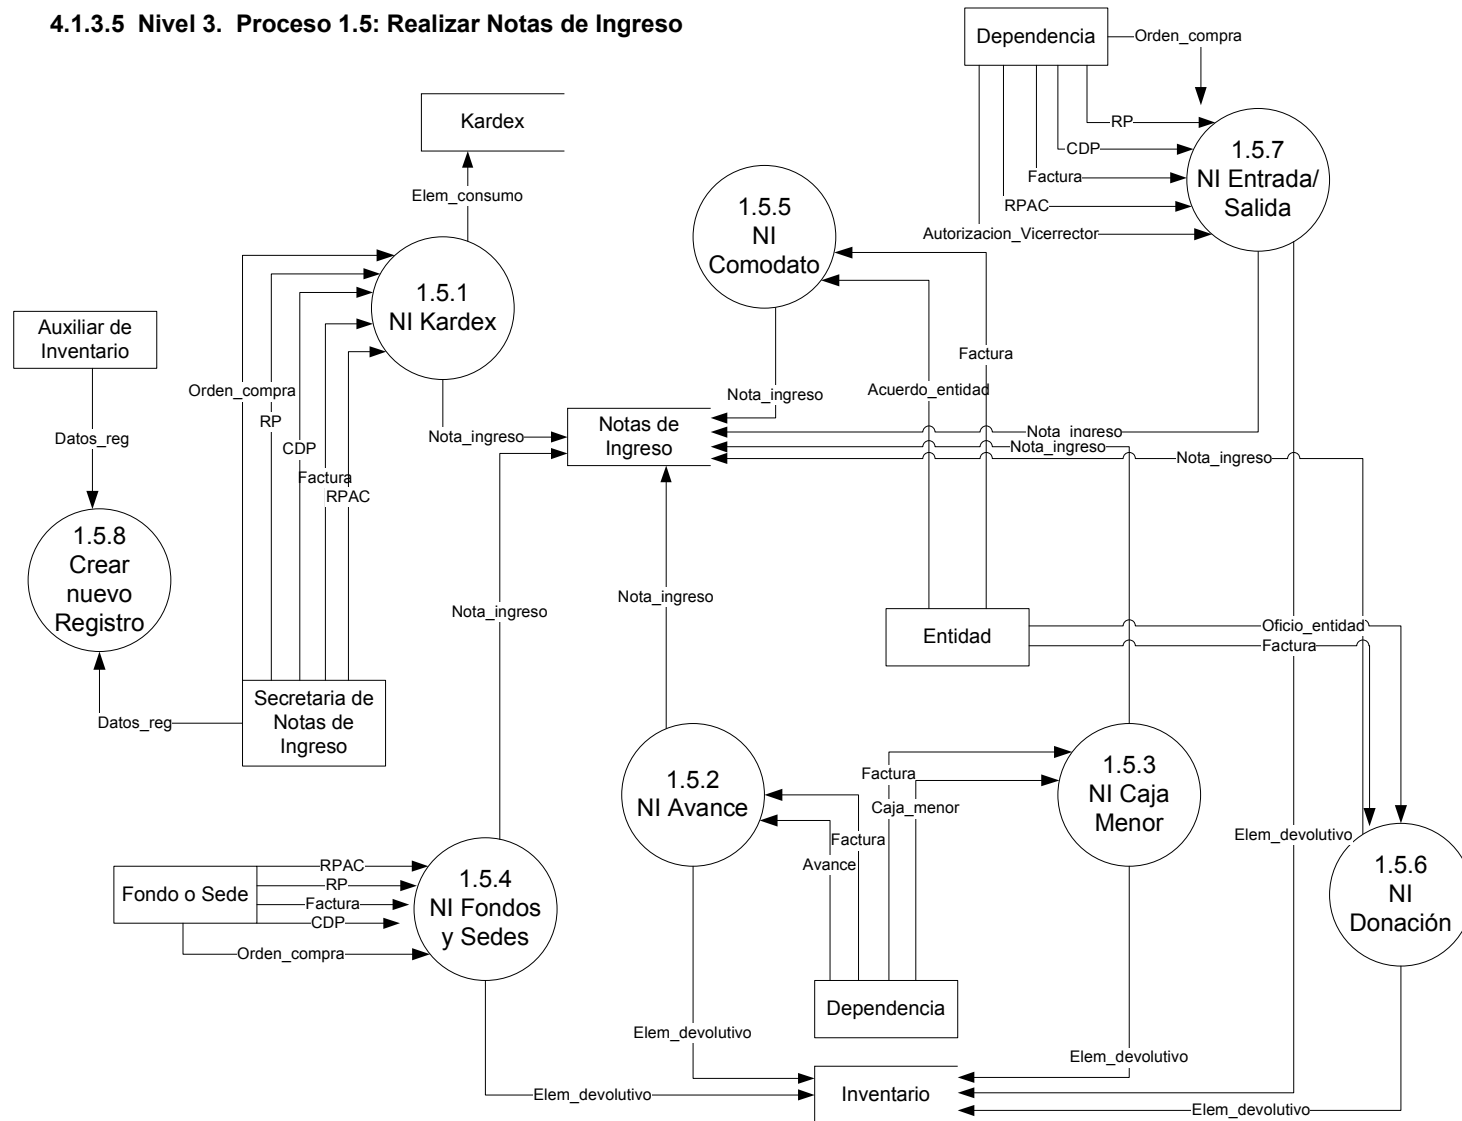 4.1.3.5 Nivel 3. Proceso 1.5: Realizar Notas de Ingreso
Dependencia
Orden_compra
Kardex
RP
CDP
Factura
RPAC
Autorizacion_Vicerrector
1.5.7
NI Entrada/
Salida
Elem_consumo
1.5.5
NI
Comodato
1.5.1
NI Kardex
Auxiliar de
Inventario
Orden_compra
RP
CDP
Factura
RPAC
Factura
Acuerdo_entidad
Nota_ingreso
Datos_reg
Nota_ingreso
Notas de
Ingreso
Nota_ingreso
Nota_ingreso
Nota_ingreso
1.5.8
Crear
nuevo
Registro
Nota_ingreso
Nota_ingreso
Entidad
Oficio_entidad
Factura
Datos_reg
Secretaria de
Notas de
Ingreso
1.5.2
NI Avance
Factura
Caja_menor
1.5.3
NI Caja
Menor
Factura
Avance
Elem_devolutivo
1.5.6
NI
Donación
Fondo o Sede
RPAC
RP
Factura
CDP
Orden_compra
1.5.4
NI Fondos
y Sedes
Dependencia
Elem_devolutivo
Elem_devolutivo
Elem_devolutivo
Inventario
Elem_devolutivo